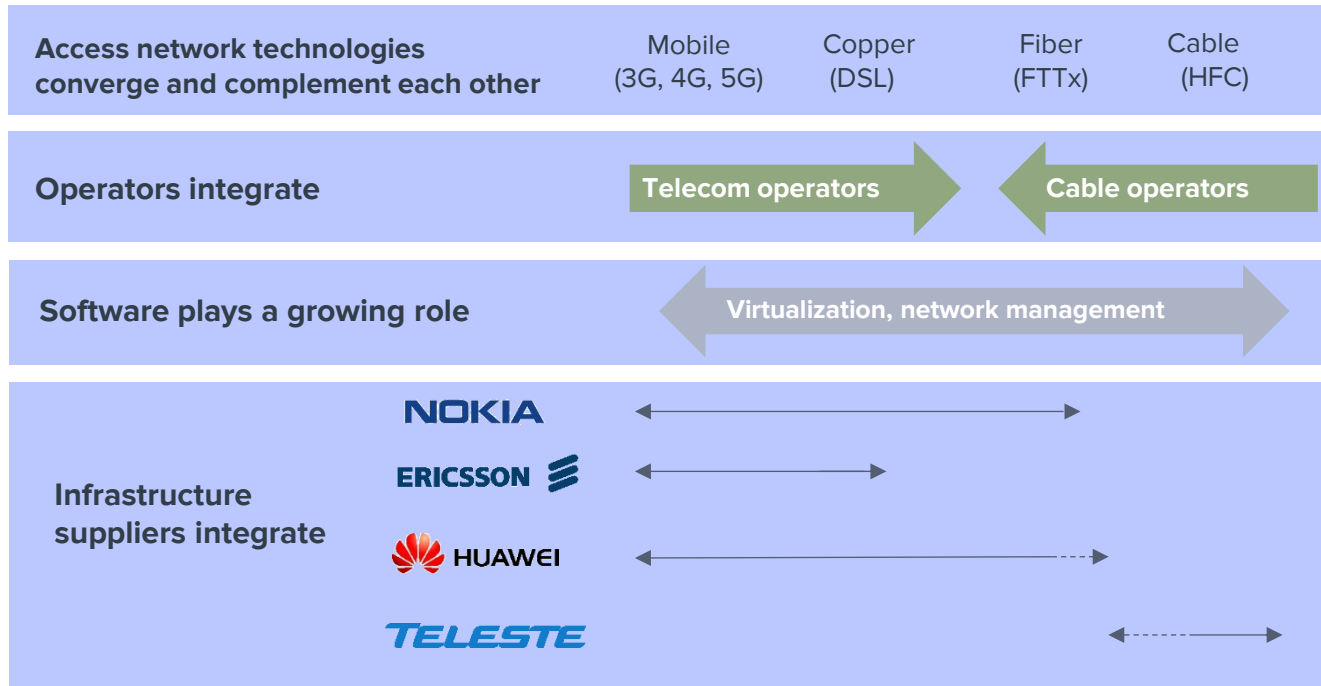 Access network technologies
converge and complement each other
Mobile
(3G, 4G, 5G)
Copper
(DSL)
Fiber
(FTTx)
Cable
(HFC)
Operators integrate
Telecom operators
Cable operators
Software plays a growing role
Virtualization, network management
Infrastructure
suppliers integrate
NOKIA
ERICSSON
HUAWEI
TELESTE